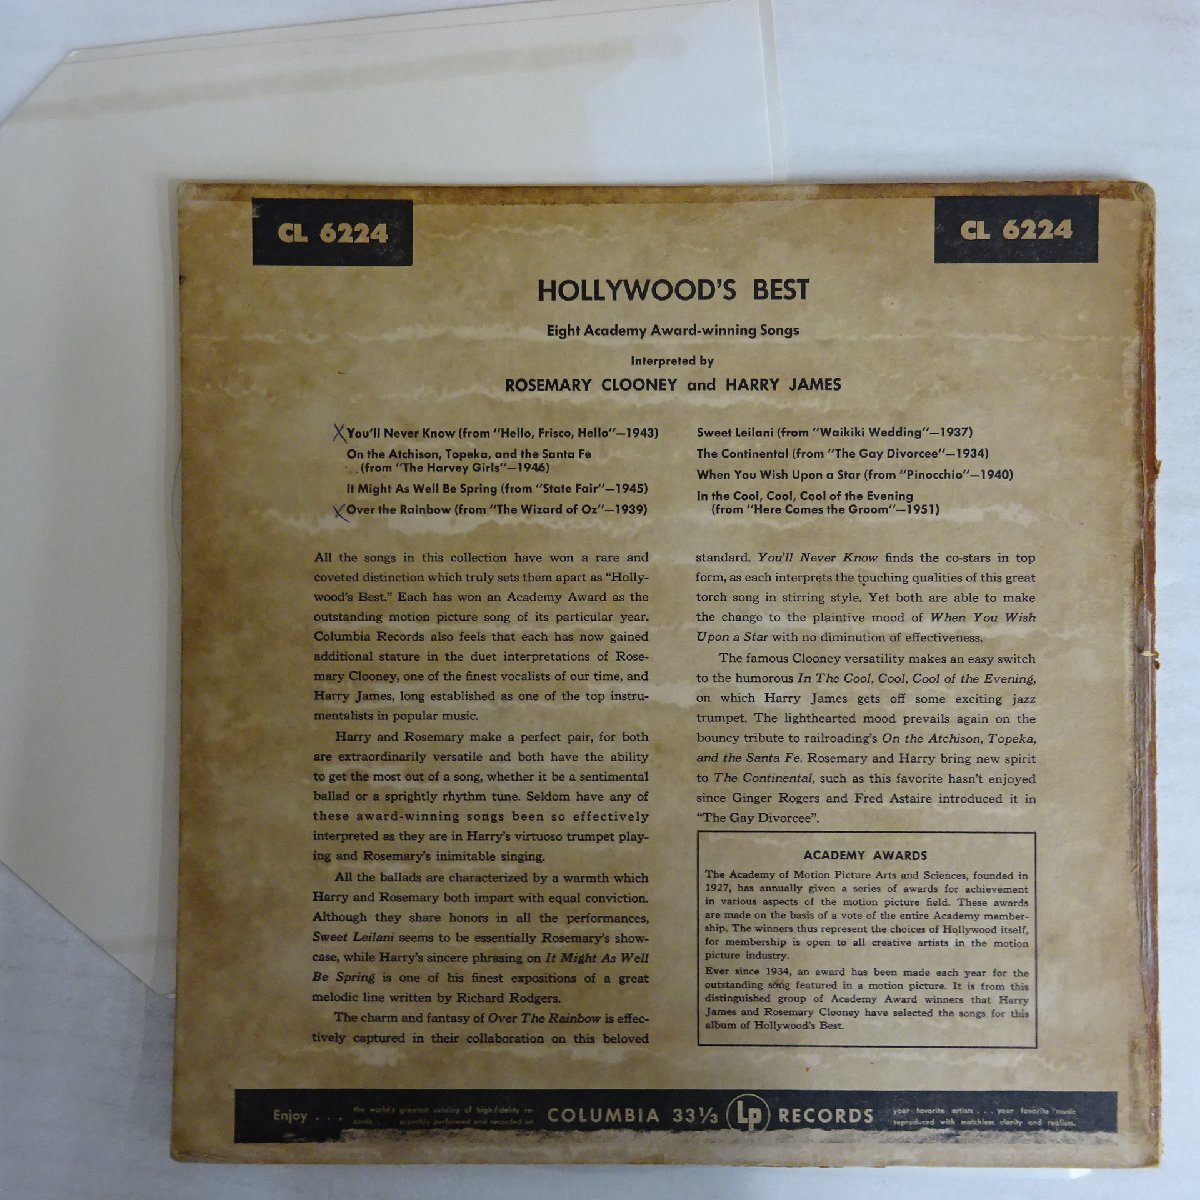 CL 6224
CL 6224
HOLLYWOOD'S BEST
Eight Academy Award-winning Songs
Interpreted by
ROSEMARY CLOONEY and HARRY JAMES
X You'll Never Know (from "Hello, Frisco, Hello"—1943)
On the Atchison, Topeka, and the Santa Fe
(from "The Harvey Girls"—1946)
It Might As Well Be Spring (from "State Fair"—1945)
X Over the Rainbow (from "The Wizard of Oz"—1939)
Sweet Leilani (from "Waikiki Wedding"—1937)
The Continental (from "The Gay Divorcee"—1934)
When You Wish Upon a Star (from "Pinocchio"—1940)
In the Cool, Cool, Cool of the Evening
(from "Here Comes the Groom"—1951)
All the songs in this collection have won a rare and
coveted distinction which truly sets them apart as "Holly-
wood's Best." Each has won an Academy Award as the
outstanding motion picture song of its particular year.
Columbia Records also feels that each has now gained
additional stature in the duet interpretations of Rose-
mary Clooney, one of the finest vocalists of our time, and
Harry James, long established as one of the top instru-
mentalists in popular music.
Harry and Rosemary make a perfect pair, for both
are extraordinarily versatile and both have the ability
to get the most out of a song, whether it be a sentimental
ballad or a sprightly rhythm tune. Seldom have any of
these award-winning songs been so effectively
interpreted as they are in Harry's virtuoso trumpet play-
ing and Rosemary's inimitable singing.
All the ballads are characterized by a warmth which
Harry and Rosemary both impart with equal conviction.
Although they share honors in all the performances,
Sweet Leilani seems to be essentially Rosemary's show-
case, while Harry's sincere phrasing on It Might As Well
Be Spring is one of his finest expositions of a great
melodic line written by Richard Rodgers.
The charm and fantasy of Over The Rainbow is effec-
tively captured in their collaboration on this beloved
standard. You'll Never Know finds the co-stars in top
form, as each interprets the touching qualities of this great
torch song in stirring style. Yet both are able to make
the change to the plaintive mood of When You Wish
Upon a Star with no diminution of effectiveness.
The famous Clooney versatility makes an easy switch
to the humorous In The Cool, Cool, Cool of the Evening,
on which Harry James gets off some exciting jazz
trumpet. The lighthearted mood prevails again on the
bouncy tribute to railroading's On the Atchison, Topeka,
and the Santa Fe. Rosemary and Harry bring new spirit
to The Continental, such as this favorite hasn't enjoyed
since Ginger Rogers and Fred Astaire introduced it in
"The Gay Divorcee".
ACADEMY AWARDS
The Academy of Motion Picture Arts and Sciences, founded in
1927, has annually given a series of awards for achievement
in various aspects of the motion picture field. These awards
are made on the basis of a vote of the entire Academy member-
ship. The winners thus represent the choices of Hollywood itself,
for membership is open to all creative artists in the motion
picture industry.
Ever since 1934, an award has been made each year for the
outstanding song featured in a motion picture. It is from this
distinguished group of Academy Award winners that Harry
James and Rosemary Clooney have selected the songs for this
album of Hollywood's Best.
Enjoy . . .
the world's greatest catalog of high-fidelity re-
cords . . . performed and recorded on
COLUMBIA 33⅓ Lp RECORDS
your favorite artists . . . your favorite music
reproduced with matchless clarity and realism.